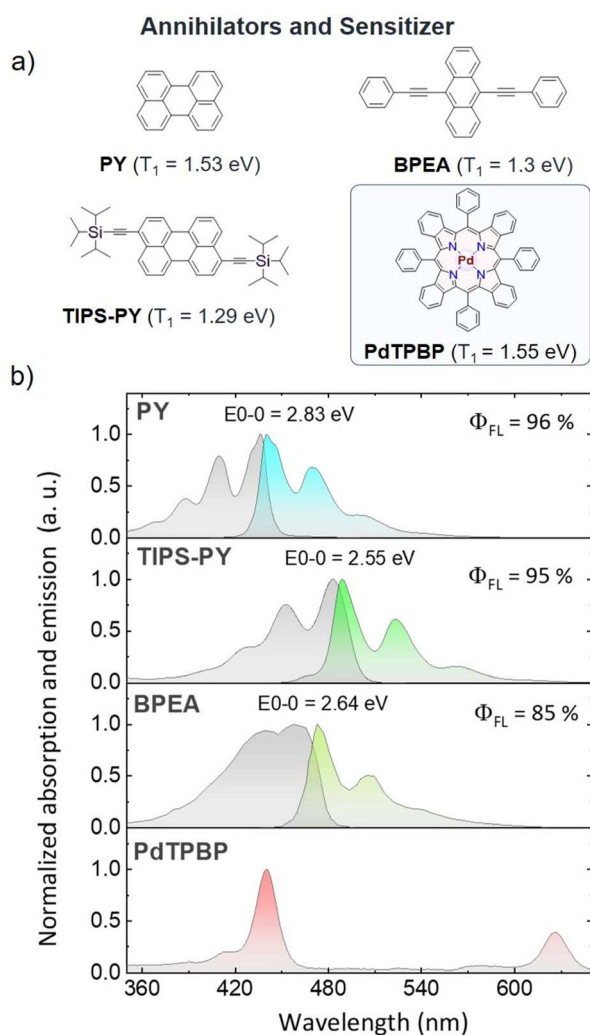 Annihilators and Sensitizer
a)
PY (T₁ = 1.53 eV)
BPEA (T₁ = 1.3 eV)
Si
Si
TIPS-PY (T₁ = 1.29 eV)
N N
Pd
N N
PdTPBP (T₁ = 1.55 eV)
b)
Normalized absorption and emission (a. u.)
PY
E0-0 = 2.83 eV
Φ_FL = 96 %
1.0
0.5
0.0
TIPS-PY
E0-0 = 2.55 eV
Φ_FL = 95 %
1.0
0.5
0.0
BPEA
E0-0 = 2.64 eV
Φ_FL = 85 %
1.0
0.5
0.0
PdTPBP
1.0
0.5
0.0
360 420 480 540 600
Wavelength (nm)